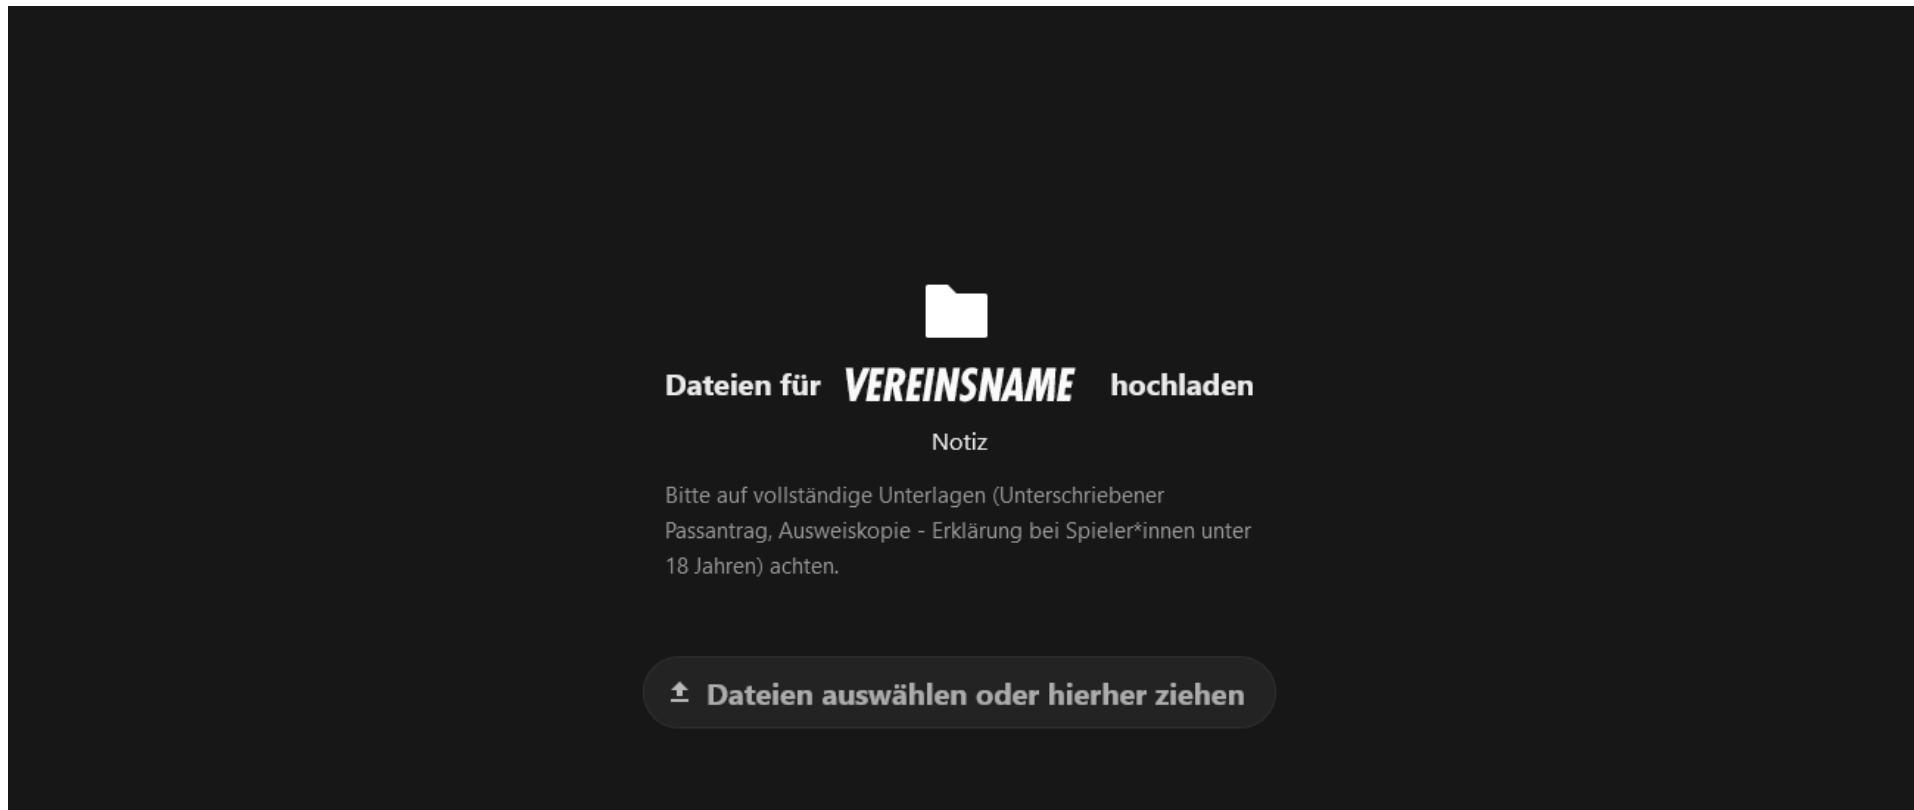 Dateien für VEREINSNAME hochladen
Notiz
Bitte auf vollständige Unterlagen (Unterschriebener
Passantrag, Ausweiskopie - Erklärung bei Spieler*innen unter
18 Jahren) achten.
Dateien auswählen oder hierher ziehen